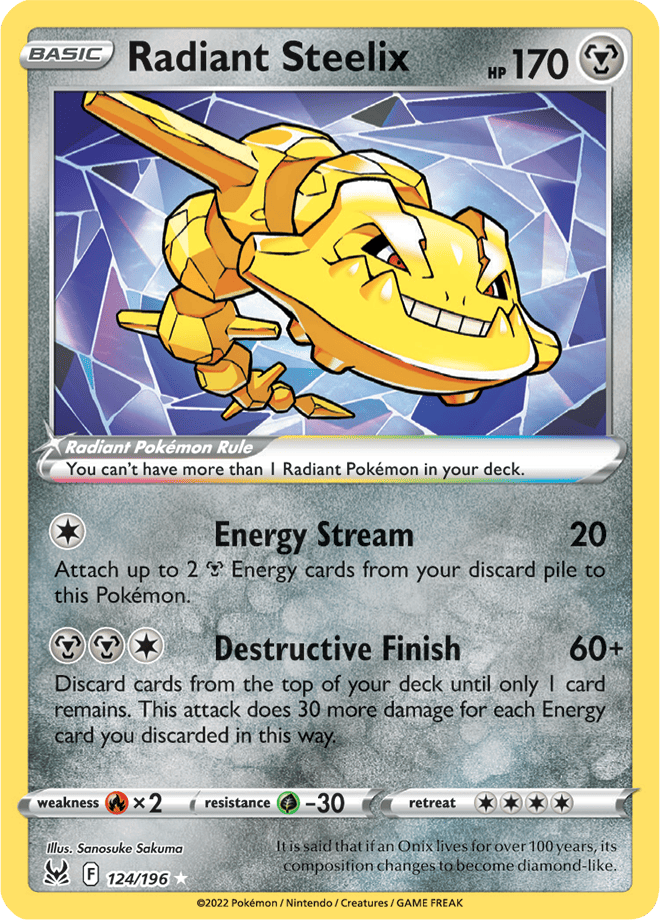 BASIC Radiant Steelix HP 170
Radiant Pokémon Rule
You can't have more than 1 Radiant Pokémon in your deck.
Energy Stream 20
Attach up to 2 Energy cards from your discard pile to
this Pokémon.
Destructive Finish 60+
Discard cards from the top of your deck until only 1 card
remains. This attack does 30 more damage for each Energy
card you discarded in this way.
weakness ×2 resistance -30 retreat
Illus. Sanosuke Sakuma
It is said that if an Onix lives for over 100 years, its
composition changes to become diamond-like.
F 124/196
©2022 Pokémon / Nintendo / Creatures / GAME FREAK